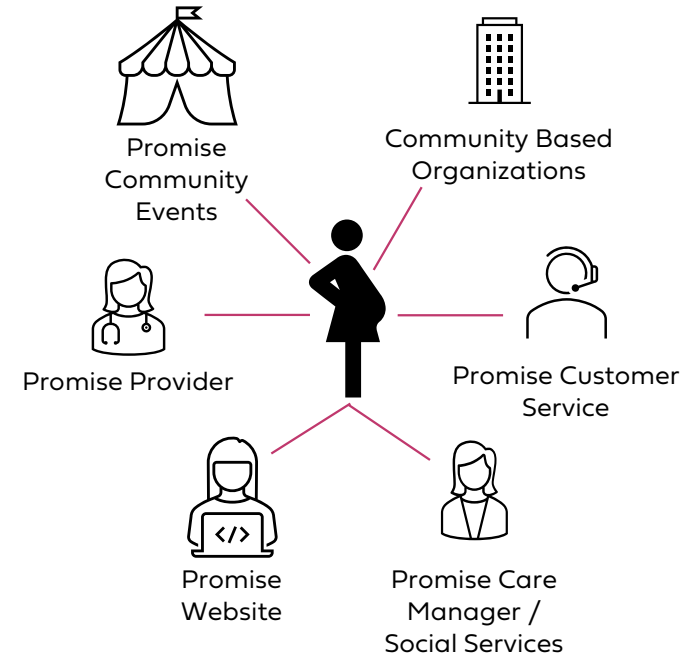 Promise
Community
Events
Community Based
Organizations
Promise Provider
Promise Customer
Service
</>
Promise
Website
Promise Care
Manager /
Social Services